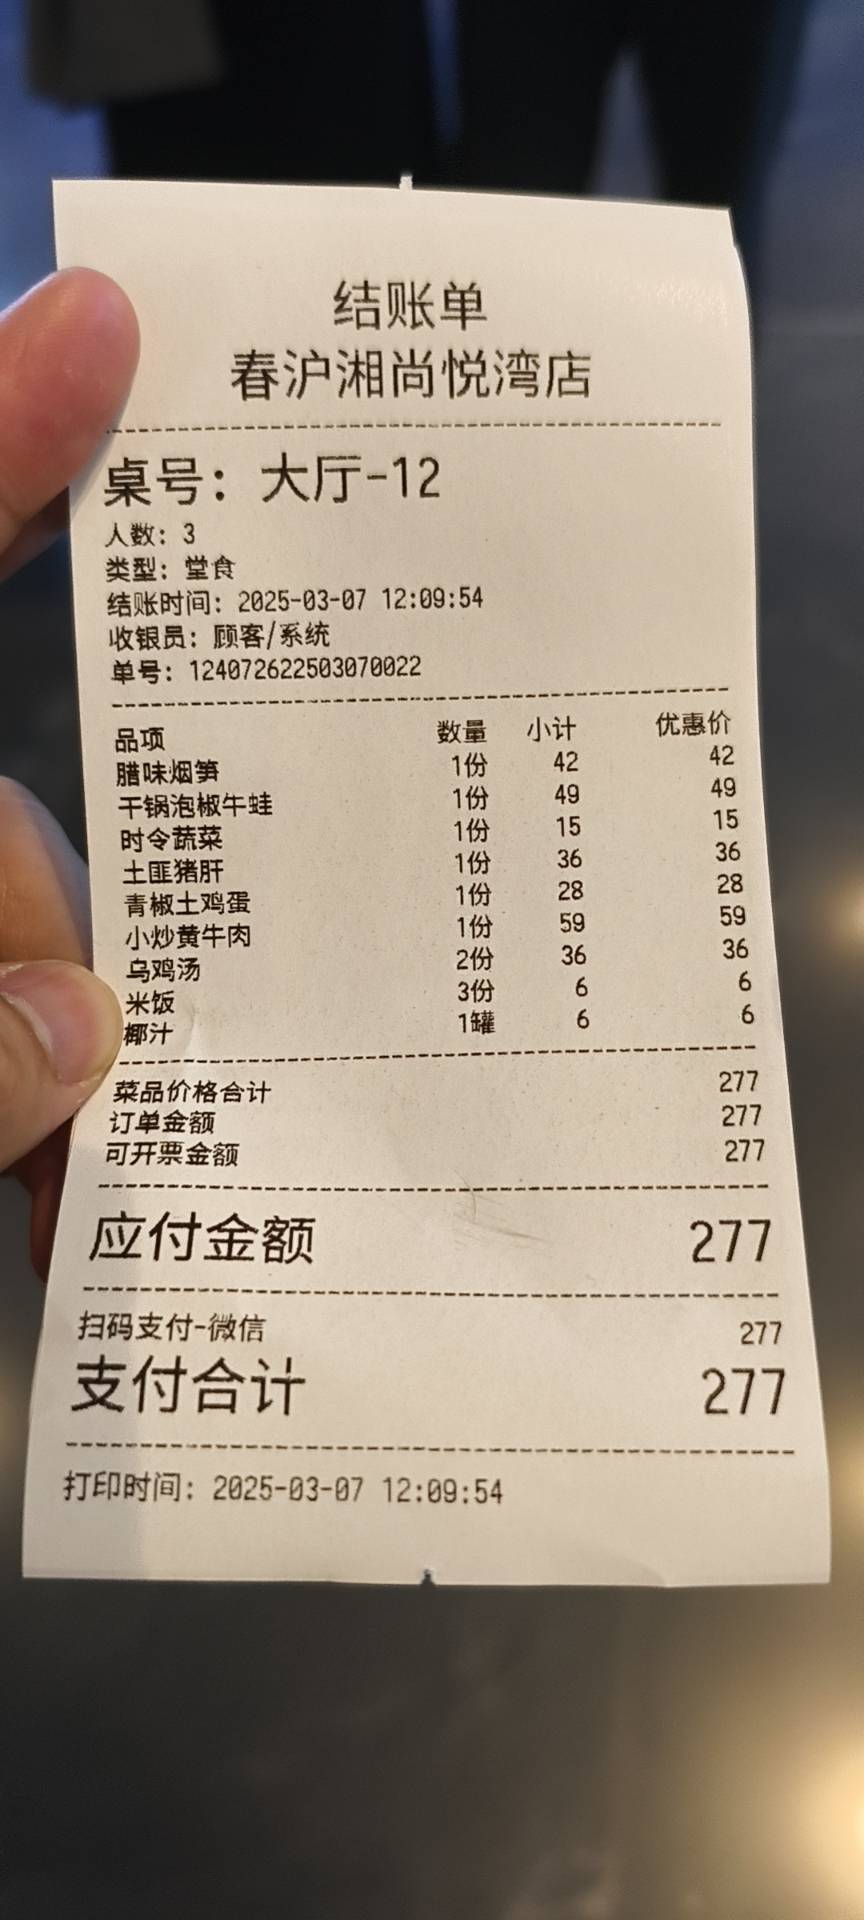 结账单
春沪湘尚悦湾店
桌号：大厅-12
人数：3
类型：堂食
结账时间：2025-03-07 12:09:54
收银员：顾客/系统
单号：124072622503070022
品项 数量 小计 优惠价
腊味烟笋 1份 42 42
干锅泡椒牛蛙 1份 49 49
时令蔬菜 1份 15 15
土匪猪肝 1份 36 36
青椒土鸡蛋 1份 28 28
小炒黄牛肉 1份 59 59
乌鸡汤 2份 36 36
米饭 3份 6 6
椰汁 1罐 6 6
菜品价格合计 277
订单金额 277
可开票金额 277
应付金额 277
扫码支付-微信 277
支付合计 277
打印时间：2025-03-07 12:09:54